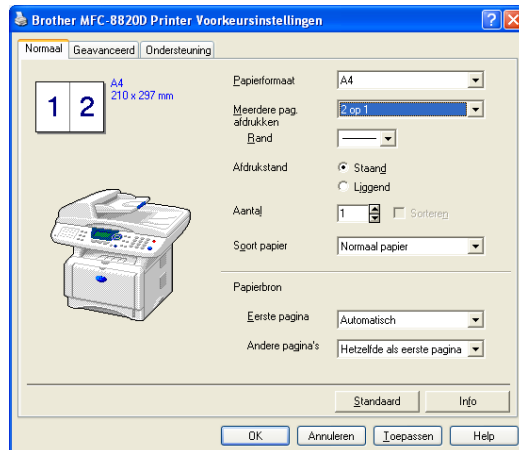 Brother MFC-8820D Printer Voorkeursinstellingen
Normaal Geavanceerd Ondersteuning
1 2
A4
210 x 297 mm
Papierformaat A4
Meerdere pag. afdrukken 2 op 1
Rand
Afdrukstand Staand
Liggend
Aantal 1 Sorteren
Soort papier Normaal papier
Papierbron
Eerste pagina Automatisch
Andere pagina's Hetzelfde als eerste pagina
Standaard Info
OK Annuleren Toepassen Help